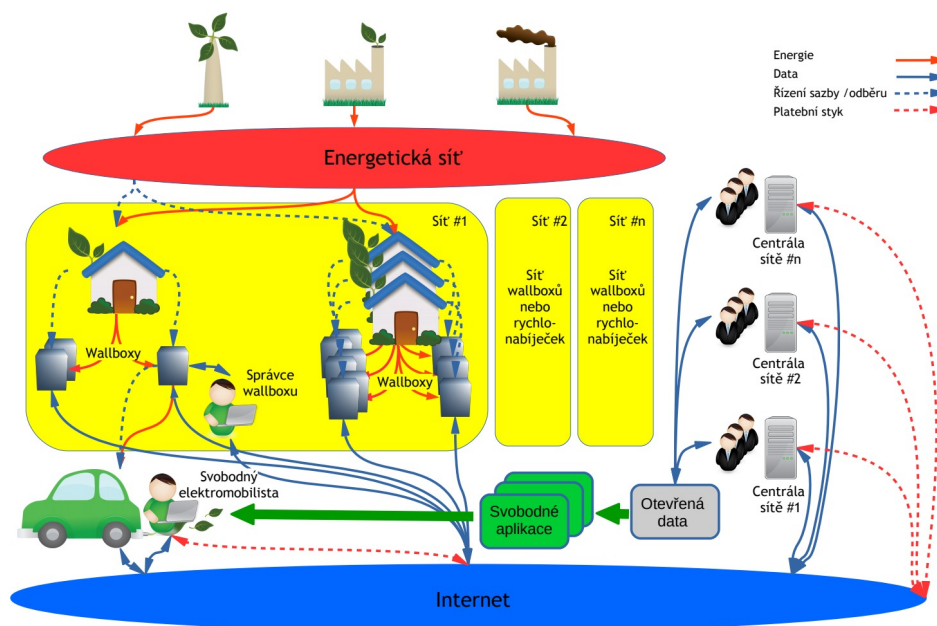 Energie
Data
Řízení sazby /odběru
Platební styk
Energetická síť
Síť #1
Síť #2
Síť #n
Síť
wallboxů
nebo
rychlo-
nabíječek
Síť
wallboxů
nebo
rychlo-
nabíječek
Wallboxy
Správce
wallboxu
Wallboxy
Centrála
sítě #n
Centrála
sítě #2
Centrála
sítě #1
Svobodný
elektromobilista
Svobodné
aplikace
Otevřená
data
Internet